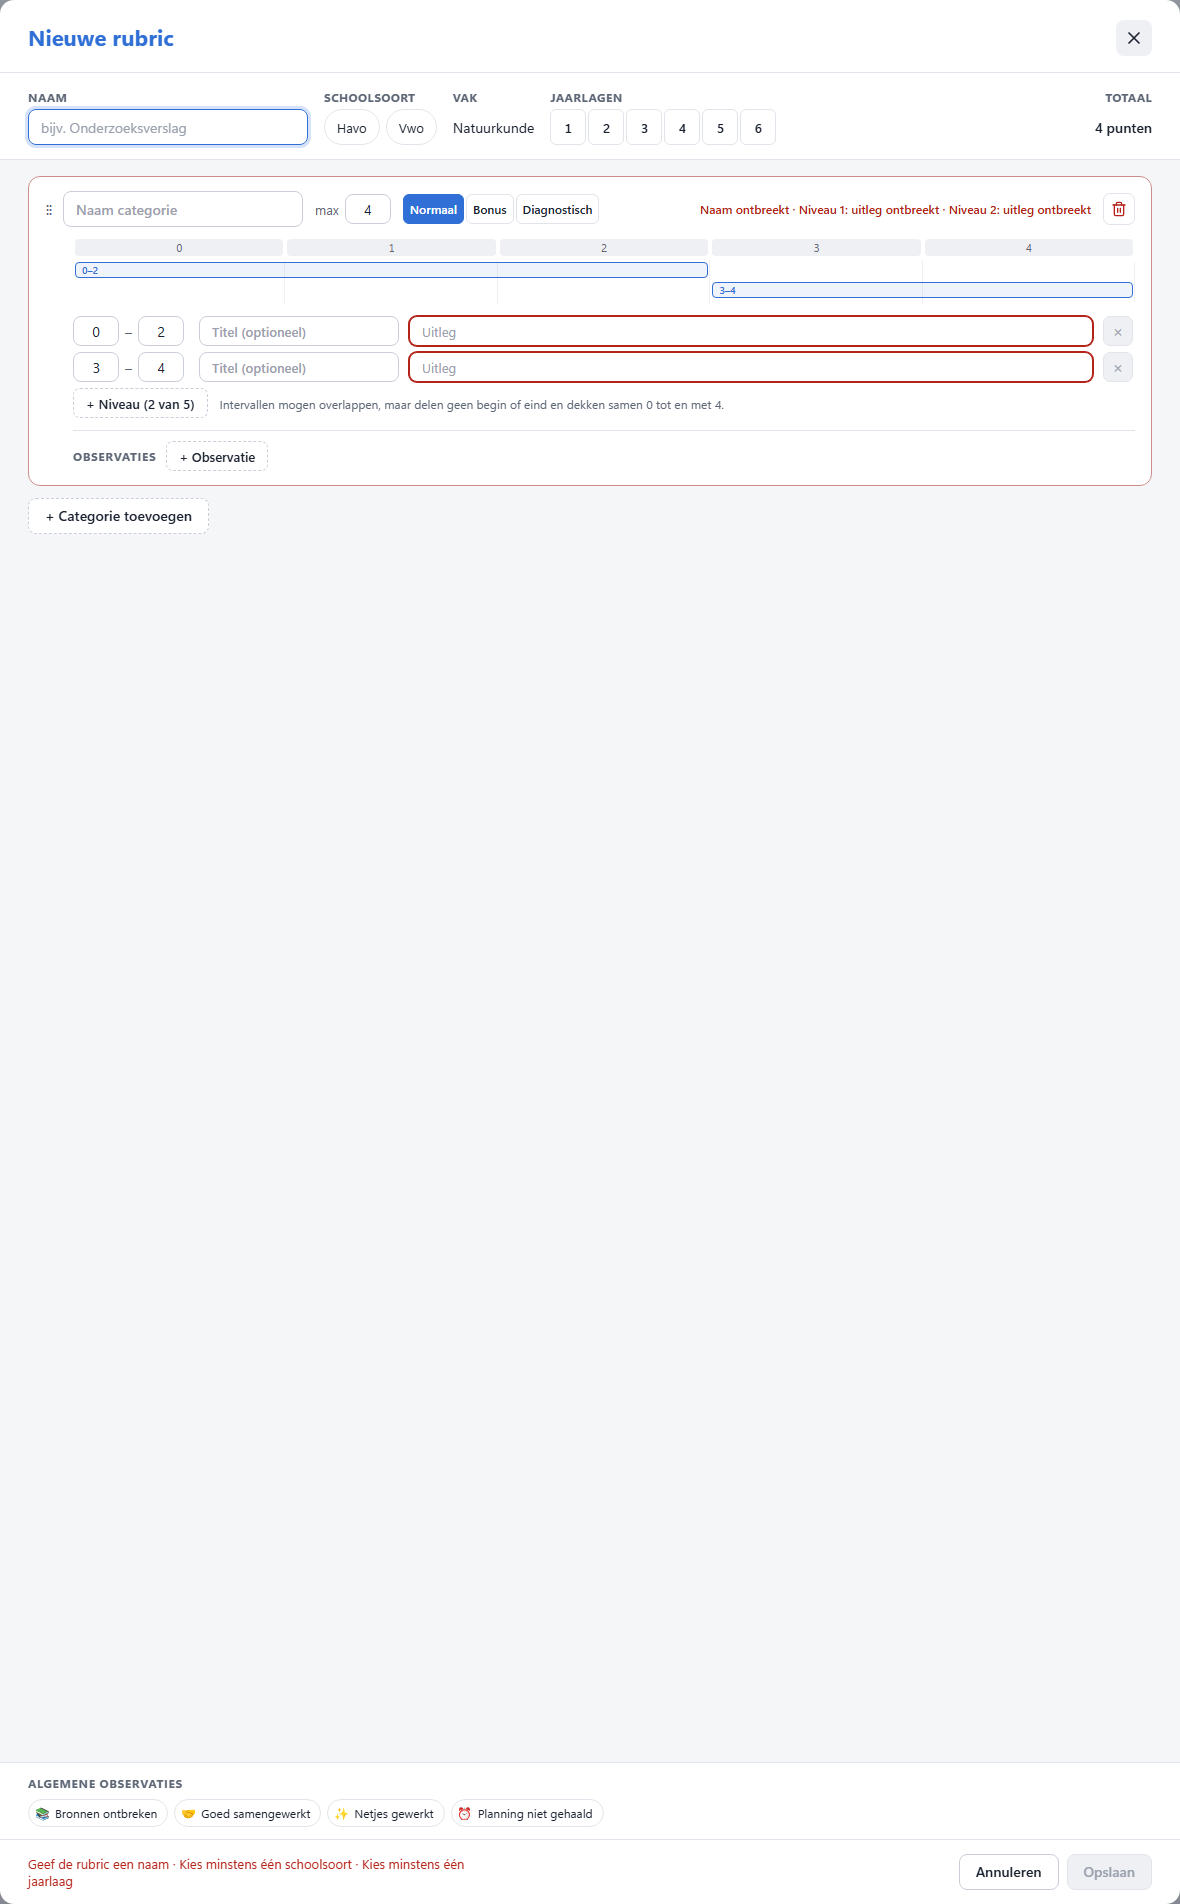 Nieuwe rubric
NAAM
SCHOOLSOORT
VAK
JAARLAGEN
TOTAAL
bijv. Onderzoeksverslag
Havo
Vwo
Natuurkunde
1
2
3
4
5
6
4 punten
Naam categorie
max
4
Normaal
Bonus
Diagnostisch
Naam ontbreekt · Niveau 1: uitleg ontbreekt · Niveau 2: uitleg ontbreekt
0
1
2
3
4
0–2
3–4
0 – 2
Titel (optioneel)
Uitleg
×
3 – 4
Titel (optioneel)
Uitleg
×
+ Niveau (2 van 5)
Intervallen mogen overlappen, maar delen geen begin of eind en dekken samen 0 tot en met 4.
OBSERVATIES
+ Observatie
+ Categorie toevoegen
ALGEMENE OBSERVATIES
Bronnen ontbreken
Goed samengewerkt
Netjes gewerkt
Planning niet gehaald
Geef de rubric een naam · Kies minstens één schoolsoort · Kies minstens één
jaarlaag
Annuleren
Opslaan